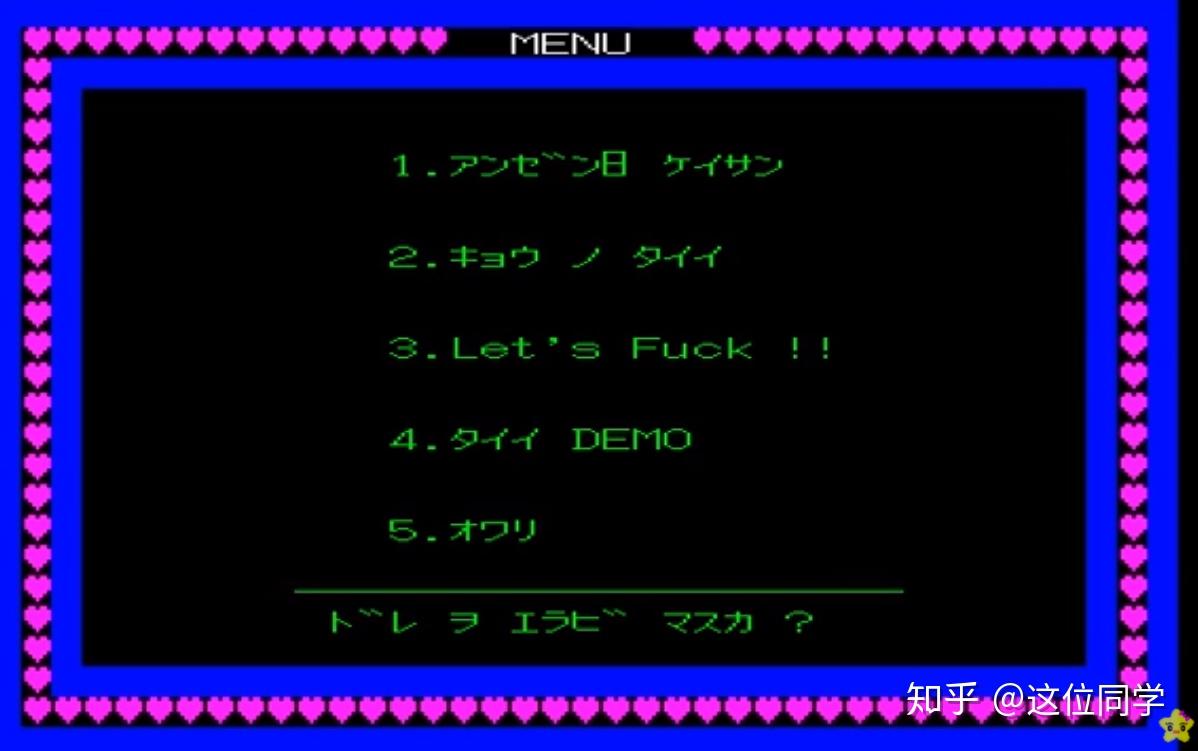 MENU
1.アンゼン日 ケイサン
2.キョウ ノ タイイ
3.Let's Fuck !!
4.タイイ DEMO
5.オワリ
ドレ ヲ エラビ マスカ ?
知乎 @这位同学